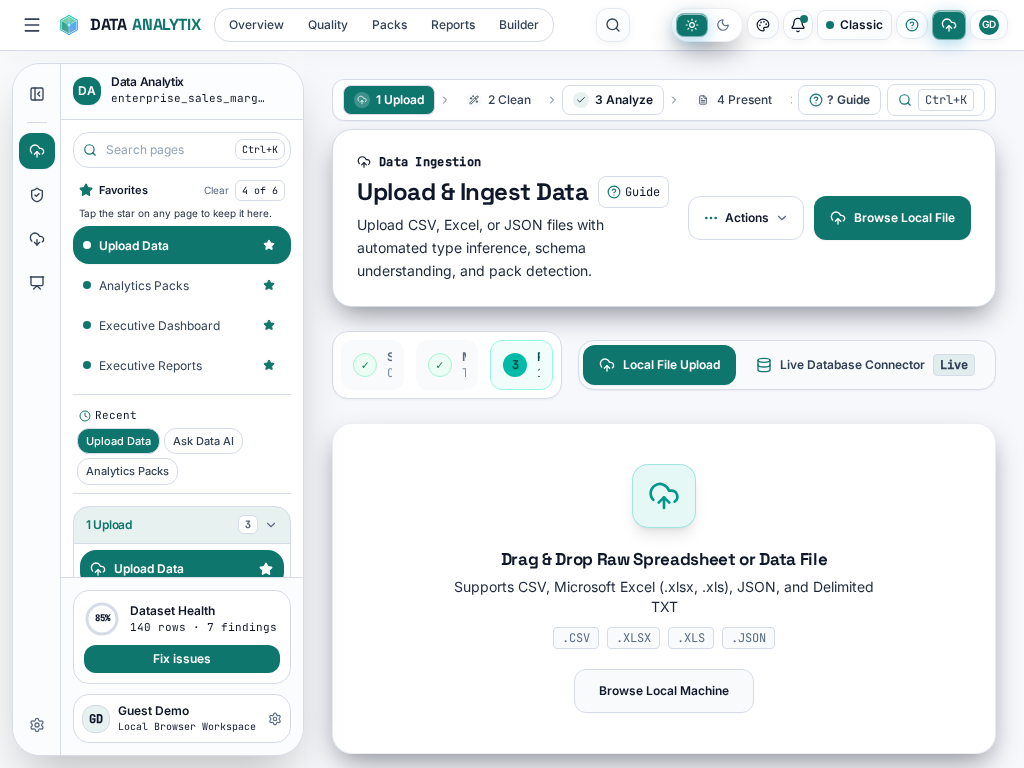 DATA ANALYTIX
Overview
Quality
Packs
Reports
Builder
Classic
GD
DA
Data Analytix
enterprise_sales_marg…
Search pages
Ctrl+K
Favorites
Clear
4 of 6
Tap the star on any page to keep it here.
Upload Data
Analytics Packs
Executive Dashboard
Executive Reports
Recent
Upload Data
Ask Data AI
Analytics Packs
1 Upload
3
Upload Data
85%
Dataset Health
140 rows · 7 findings
Fix issues
GD
Guest Demo
Local Browser Workspace
1 Upload
2 Clean
3 Analyze
4 Present
? Guide
Ctrl+K
Data Ingestion
Upload & Ingest Data
Guide
Upload CSV, Excel, or JSON files with
automated type inference, schema
understanding, and pack detection.
Actions
Browse Local File
3
Local File Upload
Live Database Connector
Live
Drag & Drop Raw Spreadsheet or Data File
Supports CSV, Microsoft Excel (.xlsx, .xls), JSON, and Delimited
TXT
.CSV
.XLSX
.XLS
.JSON
Browse Local Machine